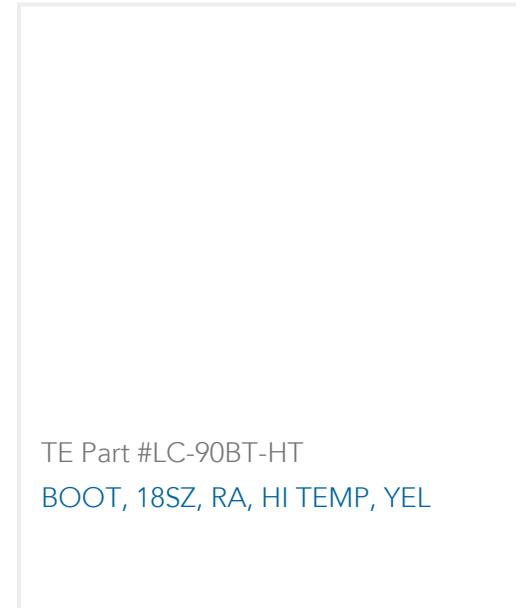 TE Part #LC-90BT-HT
BOOT, 18SZ, RA, HI TEMP, YEL